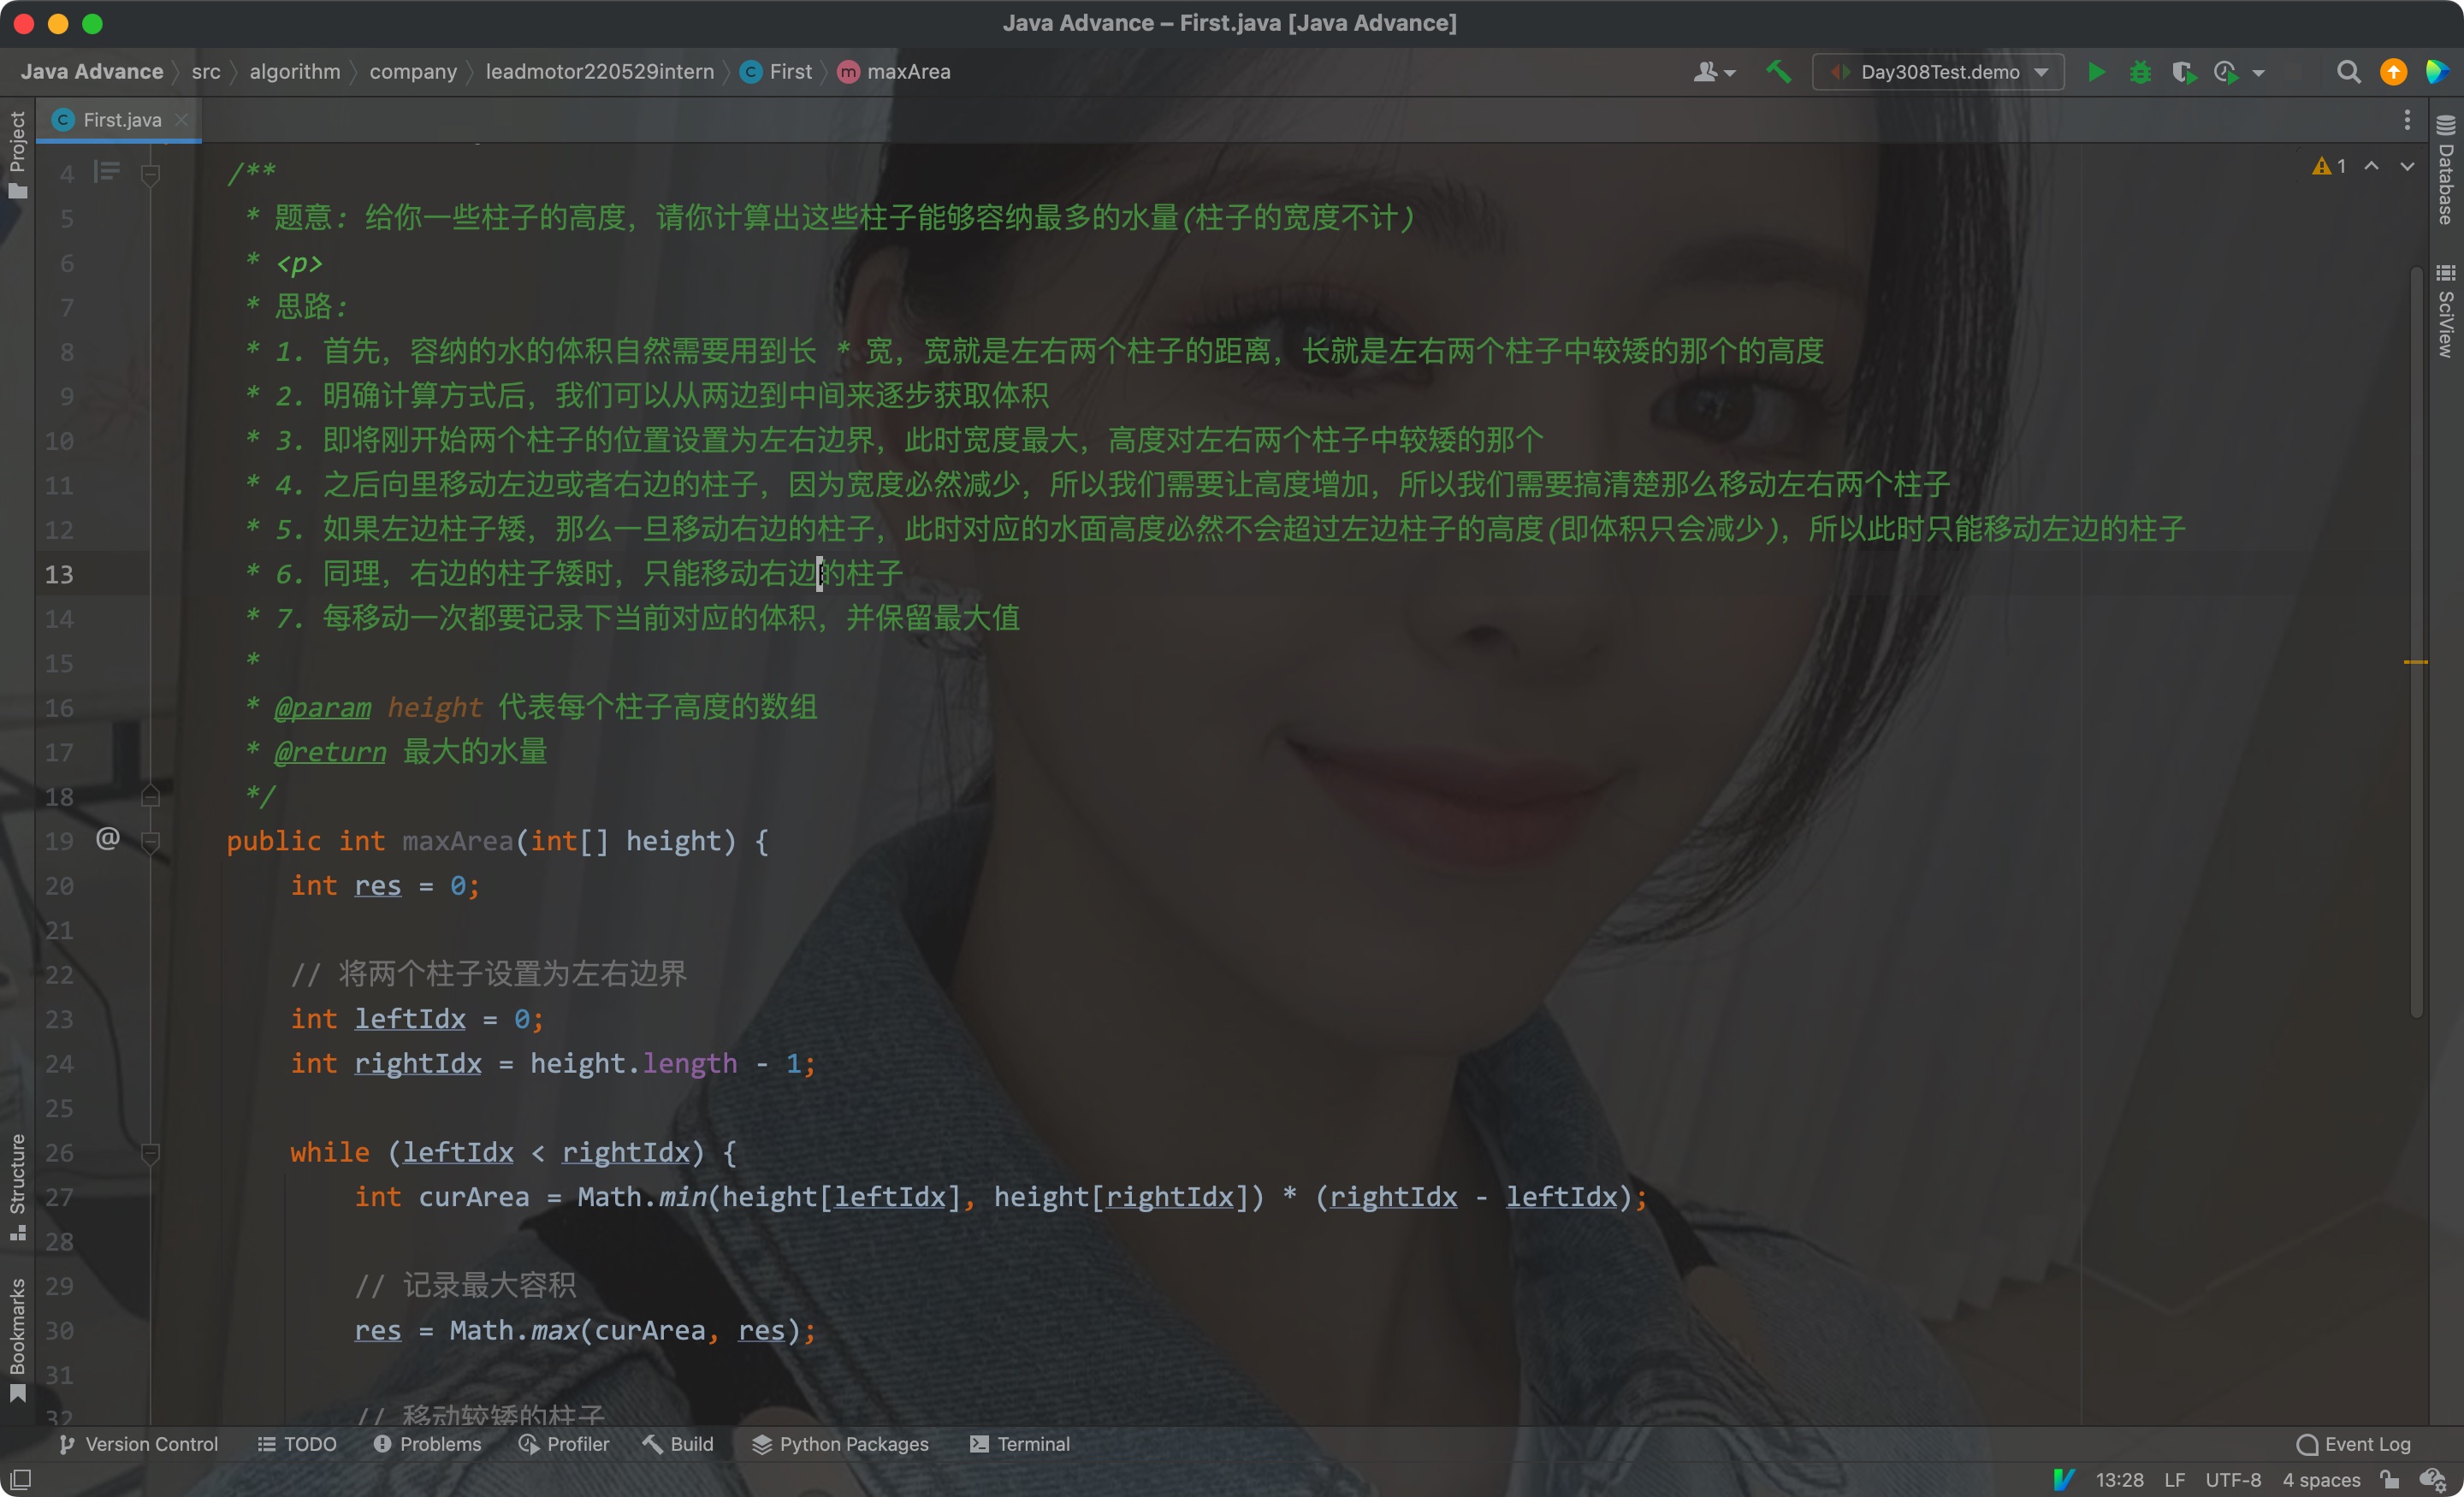 Java Advance – First.java [Java Advance]
Java Advance 〉 src 〉 algorithm 〉 company 〉 leadmotor220529intern 〉 First 〉 maxArea
Day308Test.demo
Project
First.java
Database
SciView
1
4 /**
5 * 题意: 给你一些柱子的高度，请你计算出这些柱子能够容纳最多的水量(柱子的宽度不计)
6 * <p>
7 * 思路:
8 * 1. 首先，容纳的水的体积自然需要用到长 * 宽，宽就是左右两个柱子的距离，长就是左右两个柱子中较矮的那个的高度
9 * 2. 明确计算方式后，我们可以从两边到中间来逐步获取体积
10 * 3. 即将刚开始两个柱子的位置设置为左右边界，此时宽度最大，高度对左右两个柱子中较矮的那个
11 * 4. 之后向里移动左边或者右边的柱子，因为宽度必然减少，所以我们需要让高度增加，所以我们需要搞清楚那么移动左右两个柱子
12 * 5. 如果左边柱子矮，那么一旦移动右边的柱子，此时对应的水面高度必然不会超过左边柱子的高度(即体积只会减少)，所以此时只能移动左边的柱子
13 * 6. 同理，右边的柱子矮时，只能移动右边的柱子
14 * 7. 每移动一次都要记录下当前对应的体积，并保留最大值
15 *
16 * @param height 代表每个柱子高度的数组
17 * @return 最大的水量
18 */
19 @ public int maxArea(int[] height) {
20 int res = 0;
21
22 // 将两个柱子设置为左右边界
23 int leftIdx = 0;
24 int rightIdx = height.length - 1;
25
26 while (leftIdx < rightIdx) {
27 int curArea = Math.min(height[leftIdx], height[rightIdx]) * (rightIdx - leftIdx);
28
29 // 记录最大容积
30 res = Math.max(curArea, res);
31
32 // 移动较矮的柱子
Structure
Bookmarks
Version Control TODO Problems Profiler Build Python Packages Terminal Event Log
13:28 LF UTF-8 4 spaces